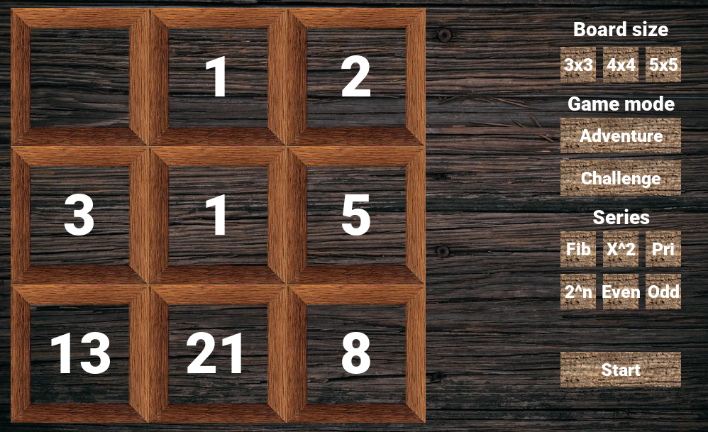 1 2
3 1 5
13 21 8
Board size
3x3 4x4 5x5
Game mode
Adventure
Challenge
Series
Fib X^2 Pri
2^n Even Odd
Start